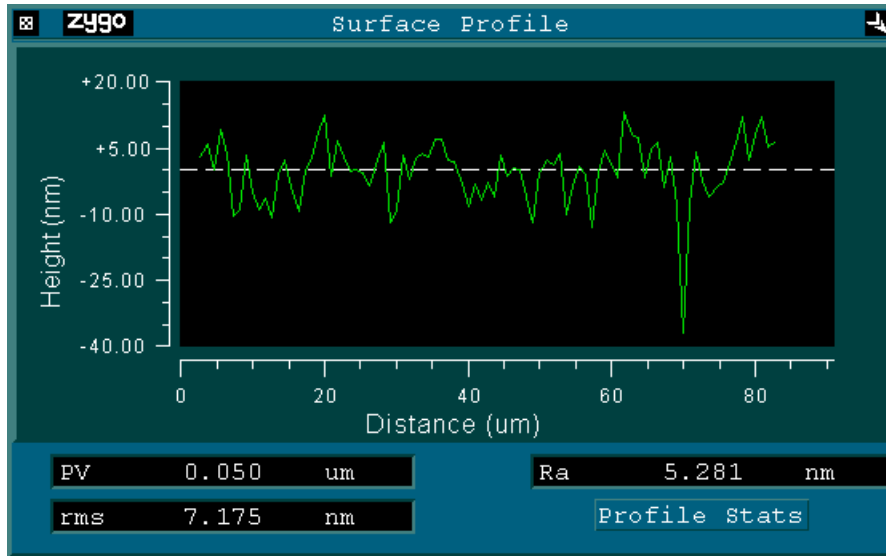 zygo Surface Profile
+20.00
+5.00
-10.00
-25.00
-40.00
Height (nm)
0 20 40 60 80
Distance (um)
PV 0.050 um Ra 5.281 nm
rms 7.175 nm Profile Stats